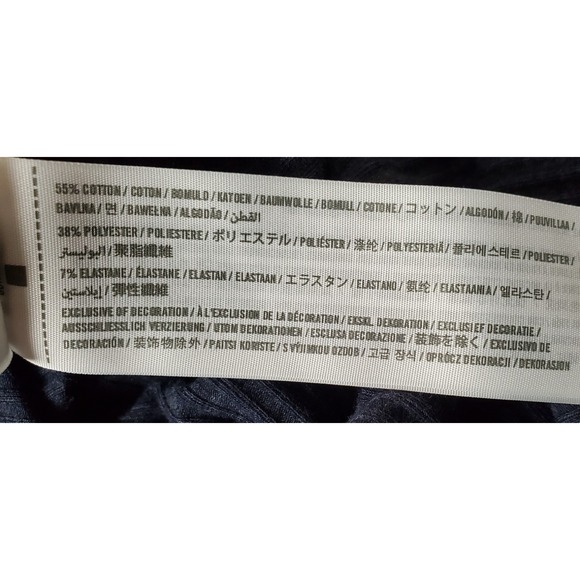 55% COTTON / COTON / BOMULD / KATOEN / BAUMWOLLE / BOMULL / COTONE / コットン / ALGODÓN / 棉 / PUUVILLAA /
BAVLNA / 면 / BAWEŁNA / ALGODÃO / القطن
38% POLYESTER / POLIESTERE / ポリエステル / POLIÉSTER / 涤纶 / POLYESTERIÄ / 폴리에스테르 / POLIESTER /
البوليستر / 聚脂纖維
7% ELASTANE / ÉLASTANE / ELASTAN / ELASTAAN / エラスタン / ELASTANO / 氨纶 / ELASTAANIA / 엘라스탄 /
إيلاستين / 彈性纖維
EXCLUSIVE OF DECORATION / À L'EXCLUSION DE LA DÉCORATION / EKSKL. DEKORATION / EXCLUSIEF DECORATIE /
AUSSCHLIESSLICH VERZIERUNG / UTOM DEKORATIONEN / ESCLUSA DECORAZIONE / 装飾を除く / EXCLUSIVO DE
DECORACIÓN / 装饰物除外 / PAITSI KORISTE / S VÝJIMKOU OZDOB / 고급 장식 / OPRÓCZ DEKORACJI / DEKORASJON